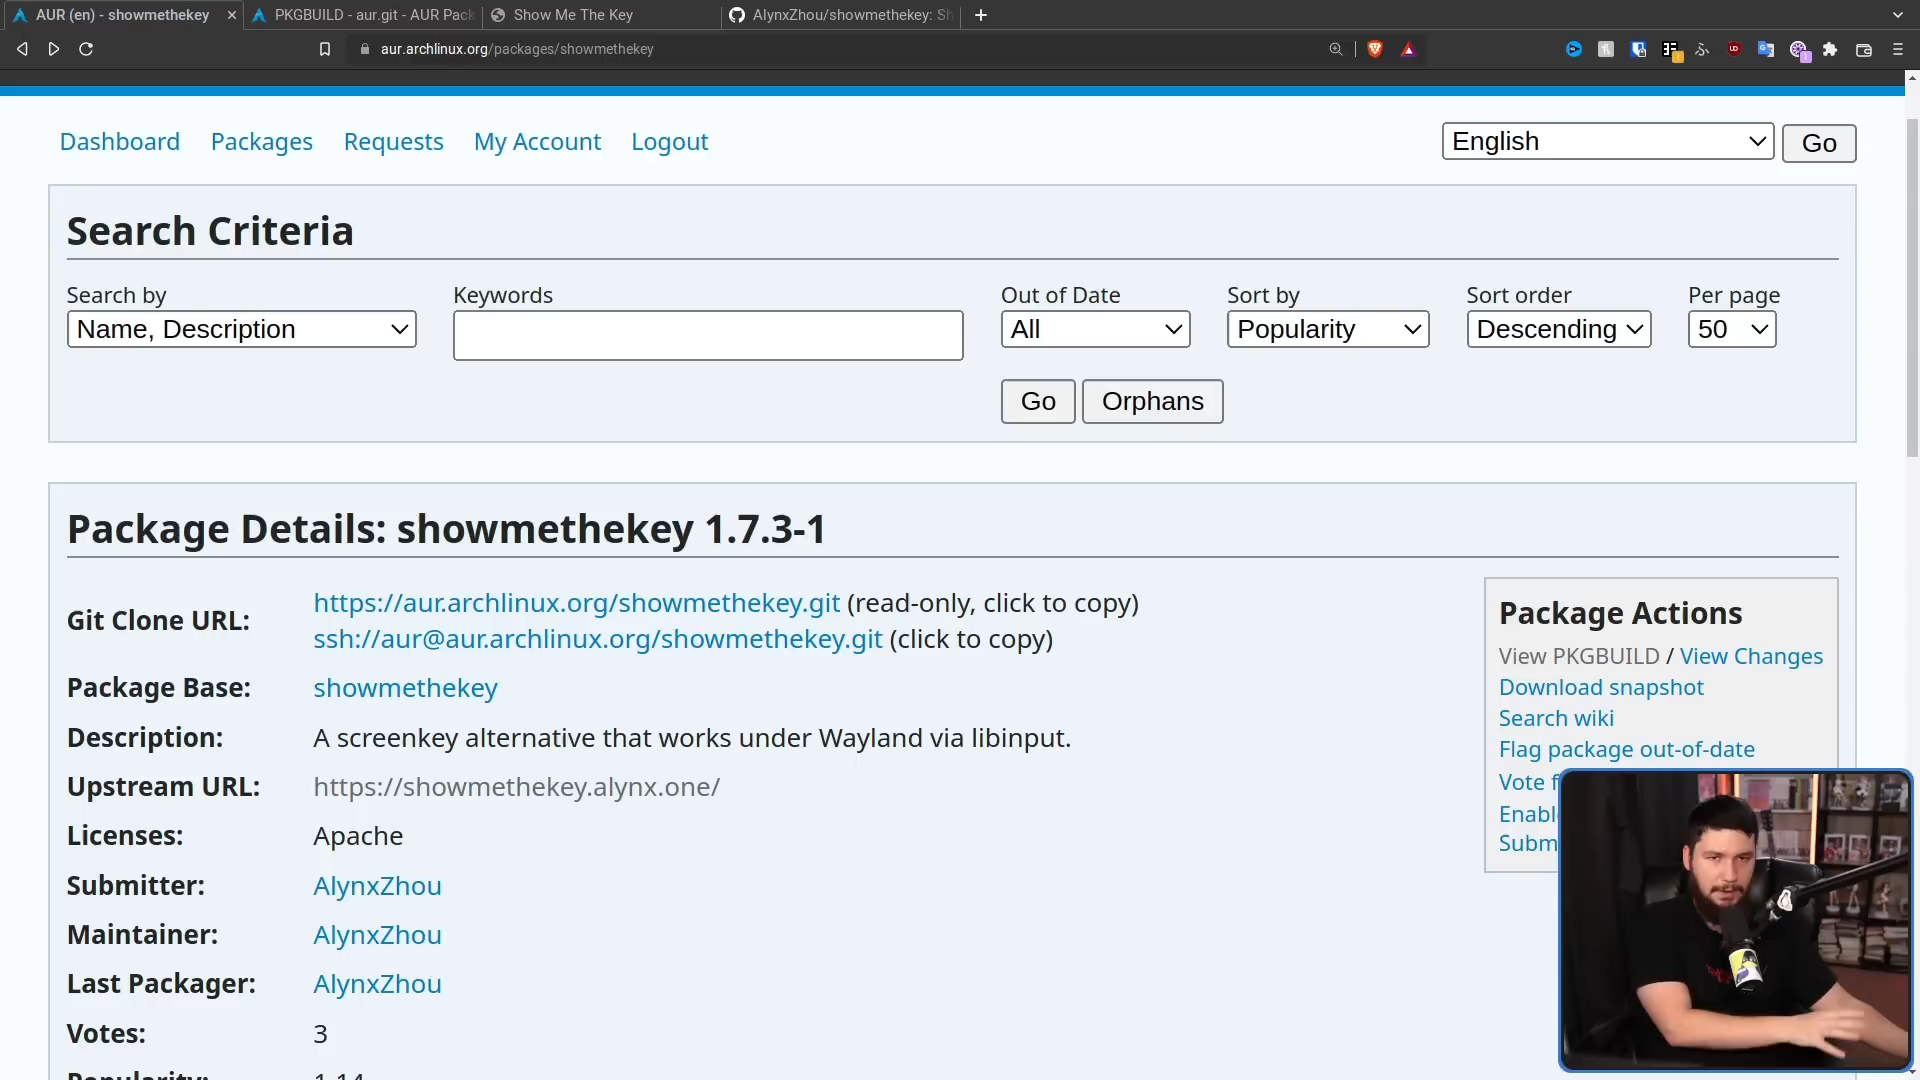 AUR (en) - showmethekey
PKGBUILD - aur.git - AUR Pack
Show Me The Key
AlynxZhou/showmethekey: Sh
aur.archlinux.org/packages/showmethekey
Dashboard
Packages
Requests
My Account
Logout
English
Go
Search Criteria
Search by
Keywords
Out of Date
Sort by
Sort order
Per page
Name, Description
All
Popularity
Descending
50
Go
Orphans
Package Details: showmethekey 1.7.3-1
Git Clone URL:
https://aur.archlinux.org/showmethekey.git (read-only, click to copy)
ssh://aur@aur.archlinux.org/showmethekey.git (click to copy)
Package Base:
showmethekey
Description:
A screenkey alternative that works under Wayland via libinput.
Upstream URL:
https://showmethekey.alynx.one/
Licenses:
Apache
Submitter:
AlynxZhou
Maintainer:
AlynxZhou
Last Packager:
AlynxZhou
Votes:
3
Popularity:
1.14
Package Actions
View PKGBUILD / View Changes
Download snapshot
Search wiki
Flag package out-of-date
Vote f
Enabl
Subm